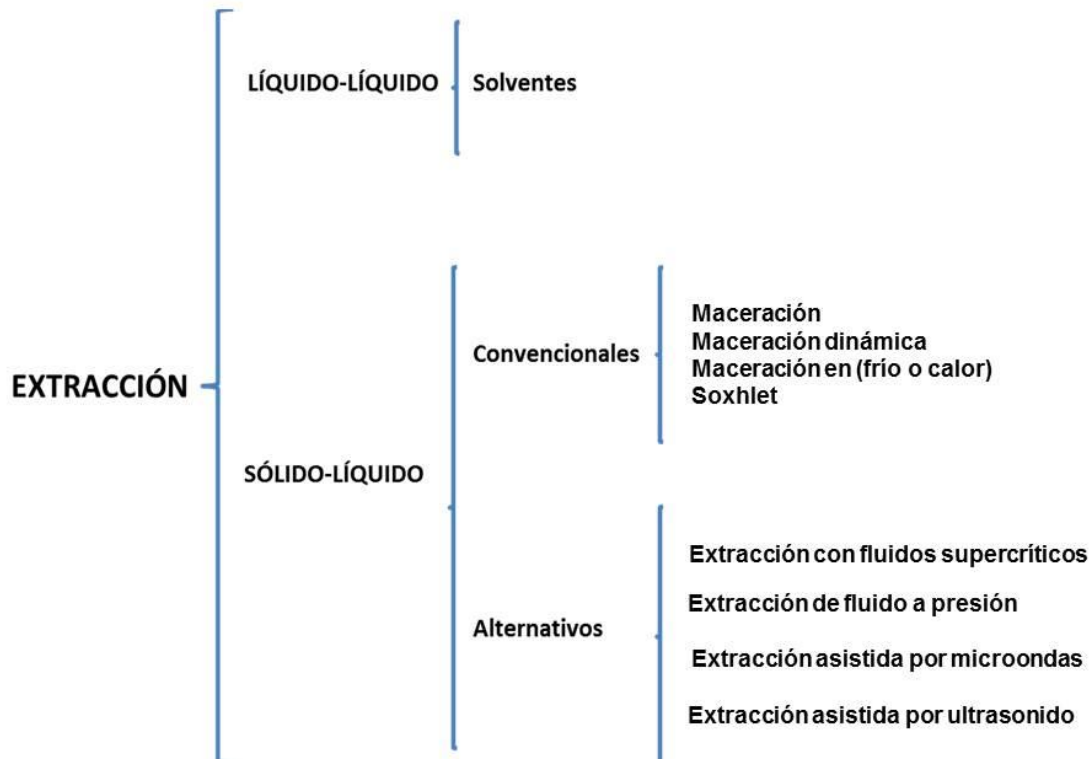 EXTRACCIÓN
LÍQUIDO-LÍQUIDO
Solventes
SÓLIDO-LÍQUIDO
Convencionales
Maceración
Maceración dinámica
Maceración en (frío o calor)
Soxhlet
Alternativos
Extracción con fluidos supercríticos
Extracción de fluido a presión
Extracción asistida por microondas
Extracción asistida por ultrasonido